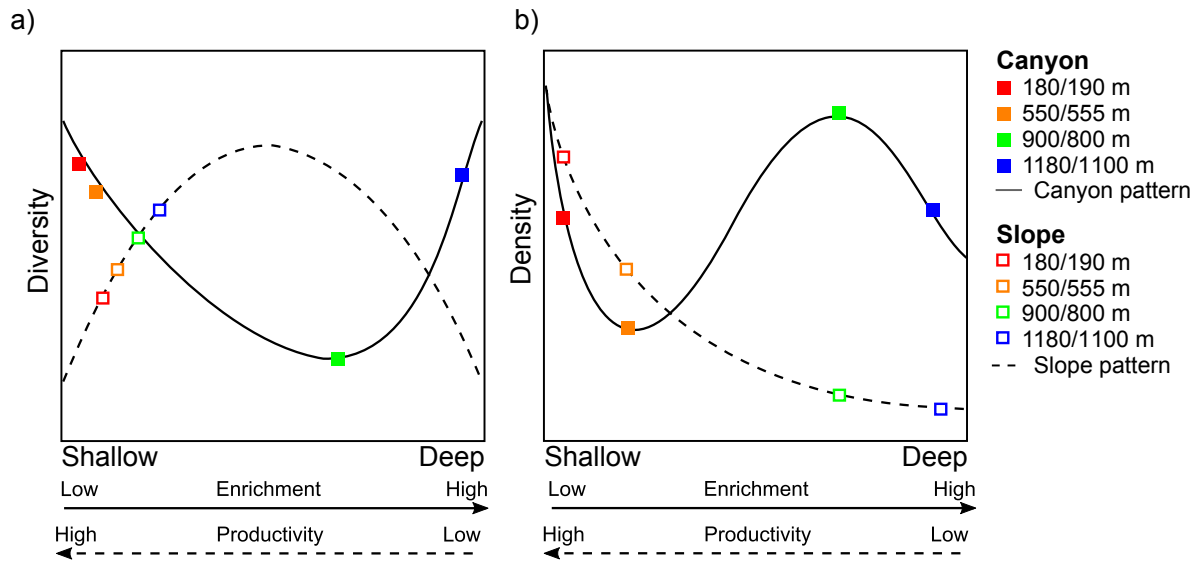 a)
Diversity
Shallow Deep
Low Enrichment High
High Productivity Low
b)
Density
Shallow Deep
Low Enrichment High
High Productivity Low
Canyon
180/190 m
550/555 m
900/800 m
1180/1100 m
Canyon pattern
Slope
180/190 m
550/555 m
900/800 m
1180/1100 m
Slope pattern